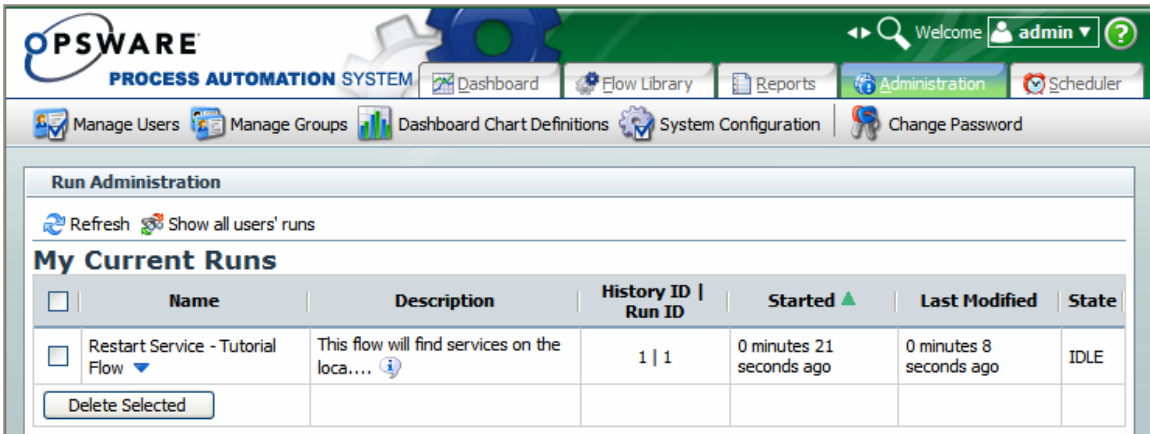 OPSWARE
PROCESS AUTOMATION SYSTEM
Welcome admin ?
Dashboard Flow Library Reports Administration Scheduler
Manage Users Manage Groups Dashboard Chart Definitions System Configuration Change Password
Run Administration
Refresh Show all users' runs
My Current Runs
Name Description History ID | Run ID Started Last Modified State
Restart Service - Tutorial Flow This flow will find services on the loca.... 1 | 1 0 minutes 21 seconds ago 0 minutes 8 seconds ago IDLE
Delete Selected